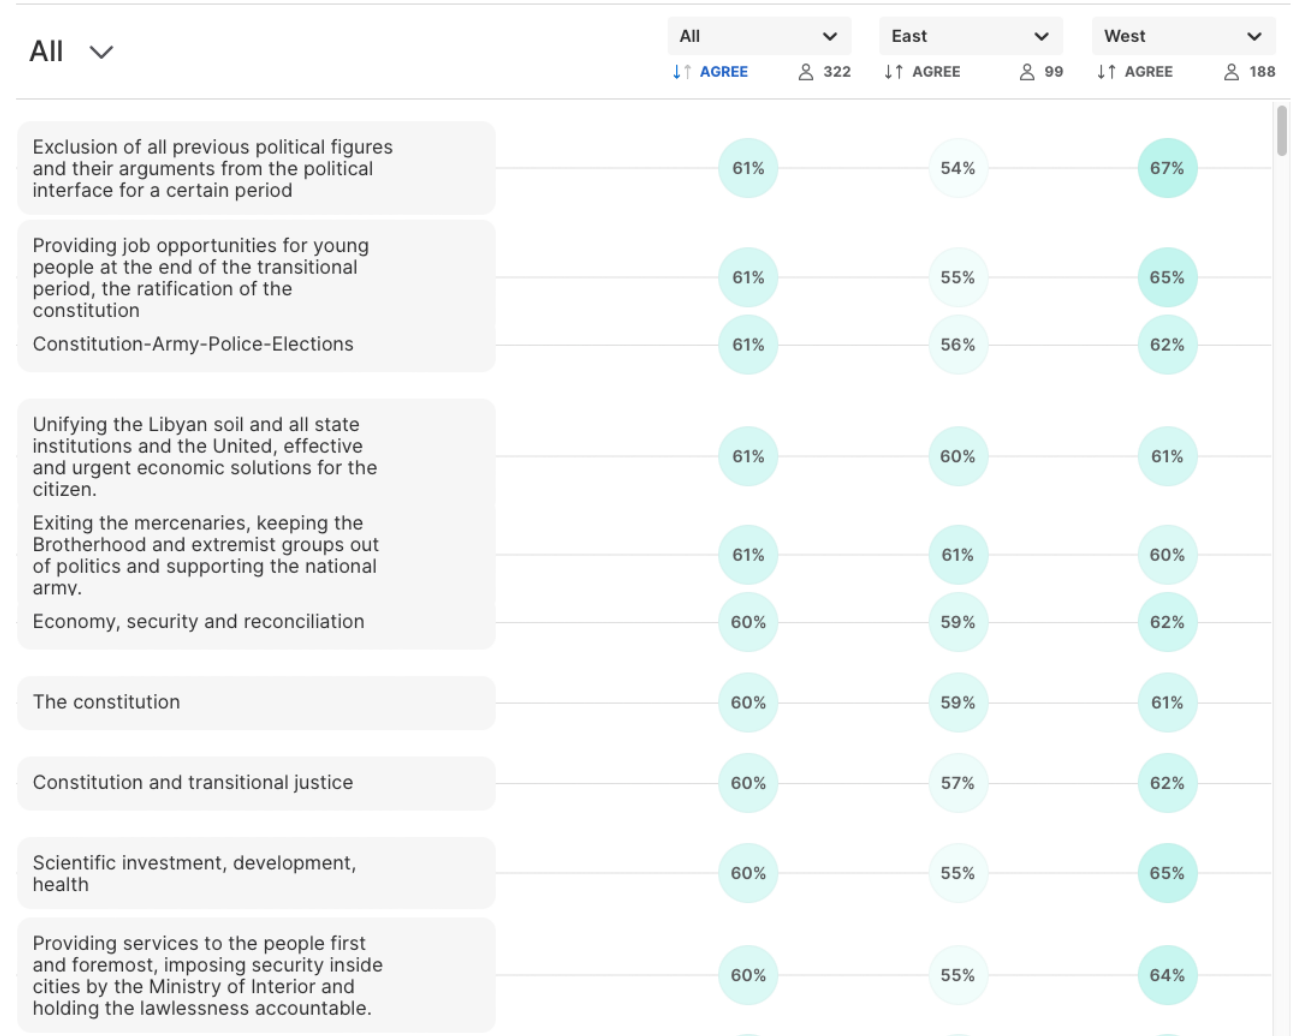 All
All East West
AGREE 322 AGREE 99 AGREE 188
Exclusion of all previous political figures
and their arguments from the political
interface for a certain period
61% 54% 67%
Providing job opportunities for young
people at the end of the transitional
period, the ratification of the
constitution
61% 55% 65%
Constitution-Army-Police-Elections
61% 56% 62%
Unifying the Libyan soil and all state
institutions and the United, effective
and urgent economic solutions for the
citizen.
61% 60% 61%
Exiting the mercenaries, keeping the
Brotherhood and extremist groups out
of politics and supporting the national
army.
61% 61% 60%
Economy, security and reconciliation
60% 59% 62%
The constitution
60% 59% 61%
Constitution and transitional justice
60% 57% 62%
Scientific investment, development,
health
60% 55% 65%
Providing services to the people first
and foremost, imposing security inside
cities by the Ministry of Interior and
holding the lawlessness accountable.
60% 55% 64%